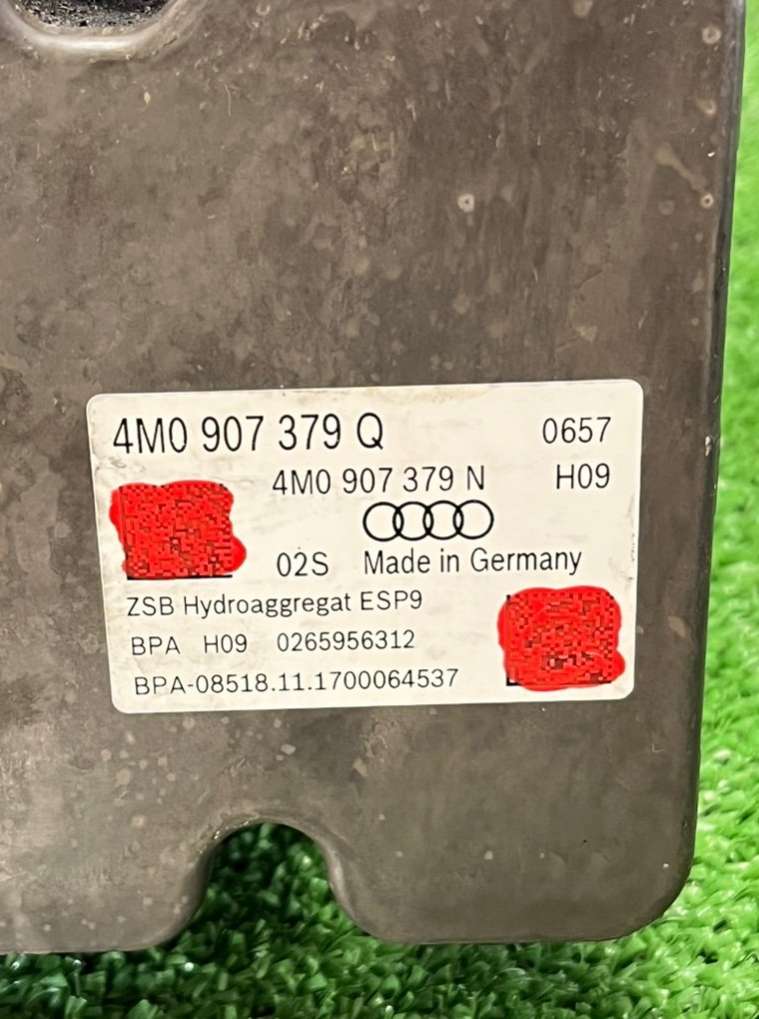 4M0 907 379 Q 0657
4M0 907 379 N H09
02S Made in Germany
ZSB Hydroaggregat ESP9
BPA H09 0265956312
BPA-08518.11.1700064537